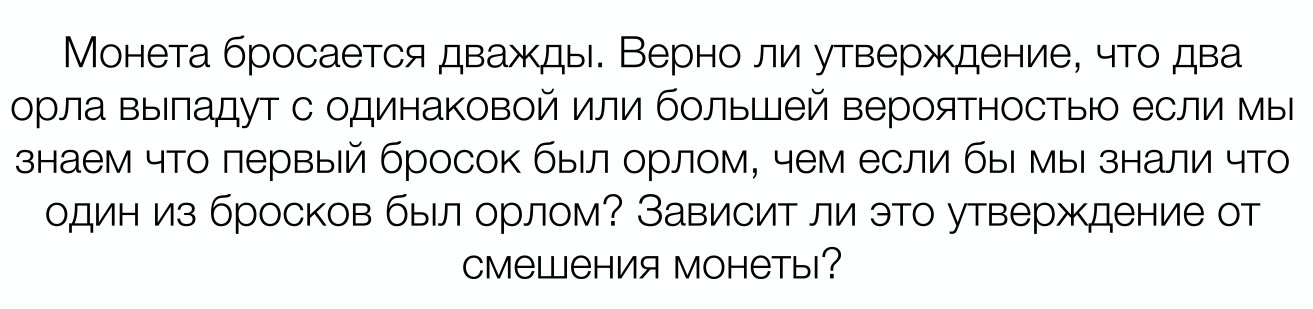 Монета бросается дважды. Верно ли утверждение, что два
орла выпадут с одинаковой или большей вероятностью если мы
знаем что первый бросок был орлом, чем если бы мы знали что
один из бросков был орлом? Зависит ли это утверждение от
смешения монеты?